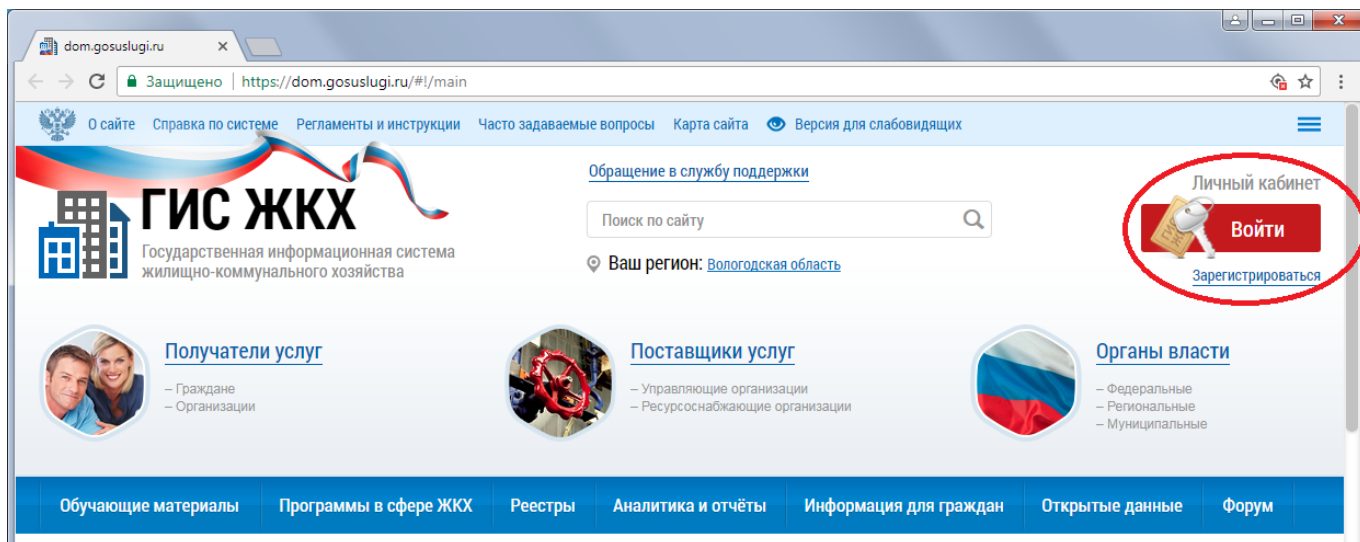 dom.gosuslugi.ru
Защищено | https://dom.gosuslugi.ru/#!/main
О сайте Справка по системе Регламенты и инструкции Часто задаваемые вопросы Карта сайта Версия для слабовидящих
Обращение в службу поддержки
Личный кабинет
ГИС ЖКХ
Поиск по сайту
ГИС ЖК
Войти
Государственная информационная система
жилищно-коммунального хозяйства
Ваш регион: Вологодская область
Зарегистрироваться
Получатели услуг
– Граждане
– Организации
Поставщики услуг
– Управляющие организации
– Ресурсоснабжающие организации
Органы власти
– Федеральные
– Региональные
– Муниципальные
Обучающие материалы Программы в сфере ЖКХ Реестры Аналитика и отчёты Информация для граждан Открытые данные Форум